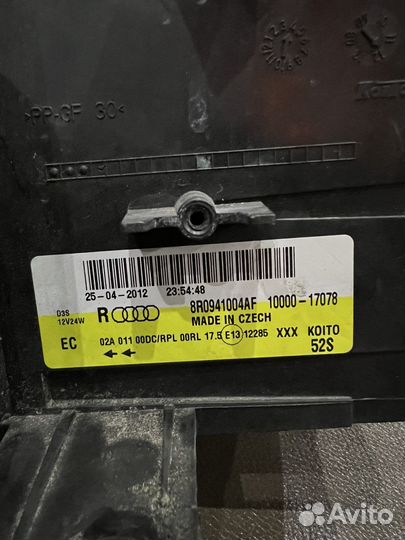 >PP-GF 30<
25-04-2012 23:54:48
D3S
12V24W
R 8R0941004AF 10000-17078
MADE IN CZECH
EC 02A 011 00DC/RPL 00RL 17.5 E13 12285 XXX KOITO
52S
Avito